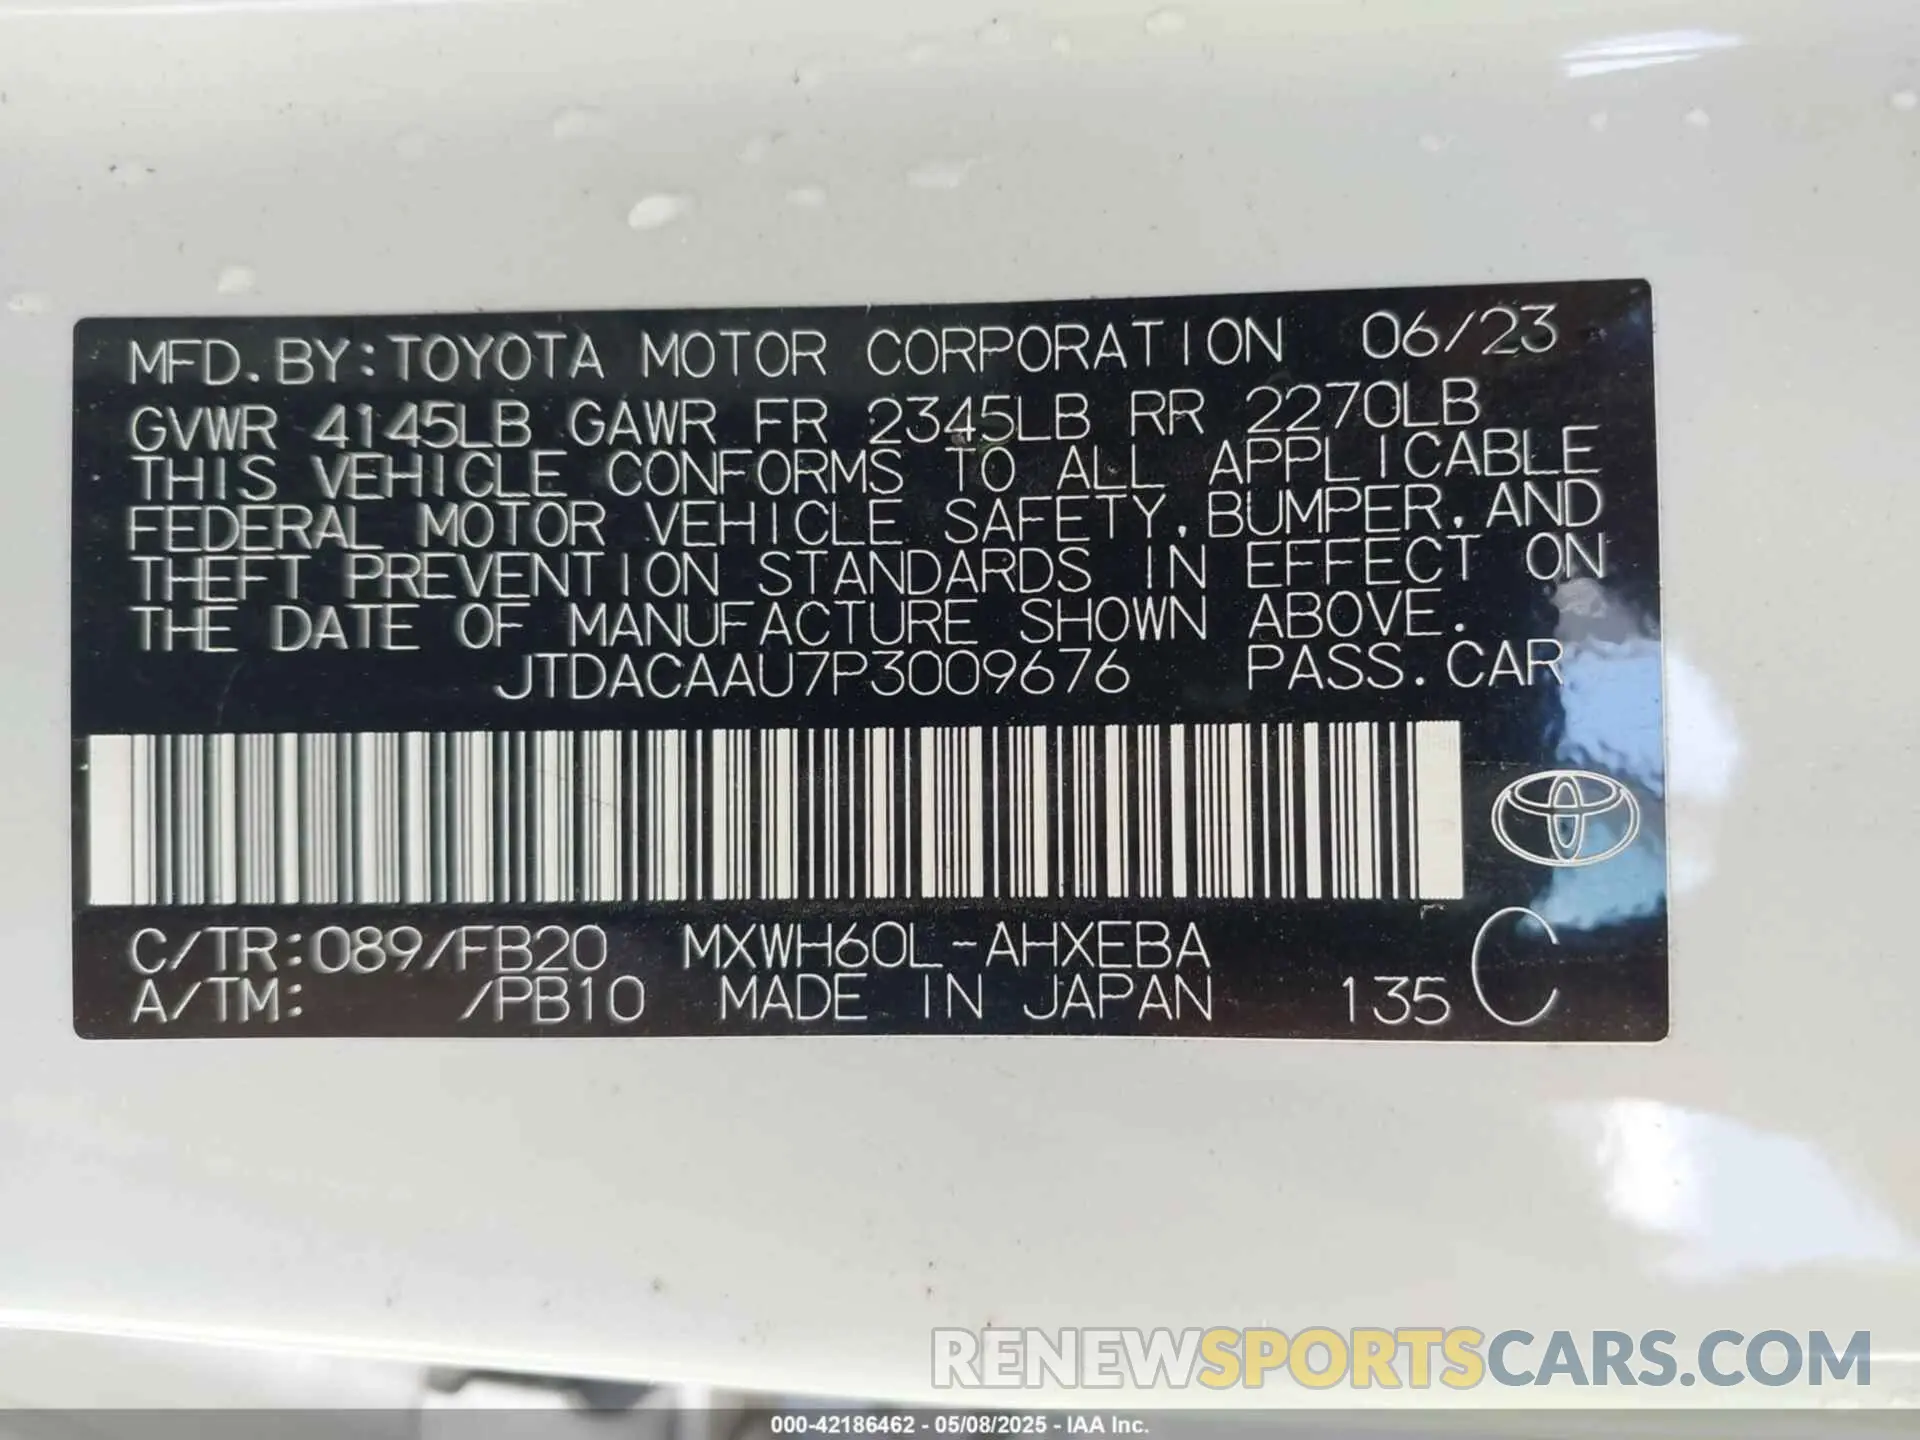 MFD. BY: TOYOTA MOTOR CORPORATION 06/23
GVWR 4145LB GAWR FR 2345LB RR 2270LB
THIS VEHICLE CONFORMS TO ALL APPLICABLE
FEDERAL MOTOR VEHICLE SAFETY, BUMPER, AND
THEFT PREVENTION STANDARDS IN EFFECT ON
THE DATE OF MANUFACTURE SHOWN ABOVE.
JTDACAAU7P3009676 PASS. CAR
C/TR: 089/FB20 MXWH60L-AHXEBA
A/TM: /PB10 MADE IN JAPAN 135 C
RENEWSPORTSCARS.COM
000-42186462 - 05/08/2025 - IAA Inc.